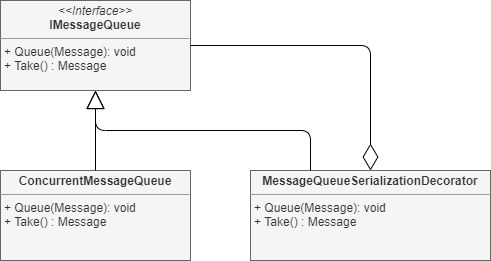 <<Interface>>
IMessageQueue
+ Queue(Message): void
+ Take() : Message
ConcurrentMessageQueue
+ Queue(Message): void
+ Take() : Message
MessageQueueSerializationDecorator
+ Queue(Message): void
+ Take() : Message